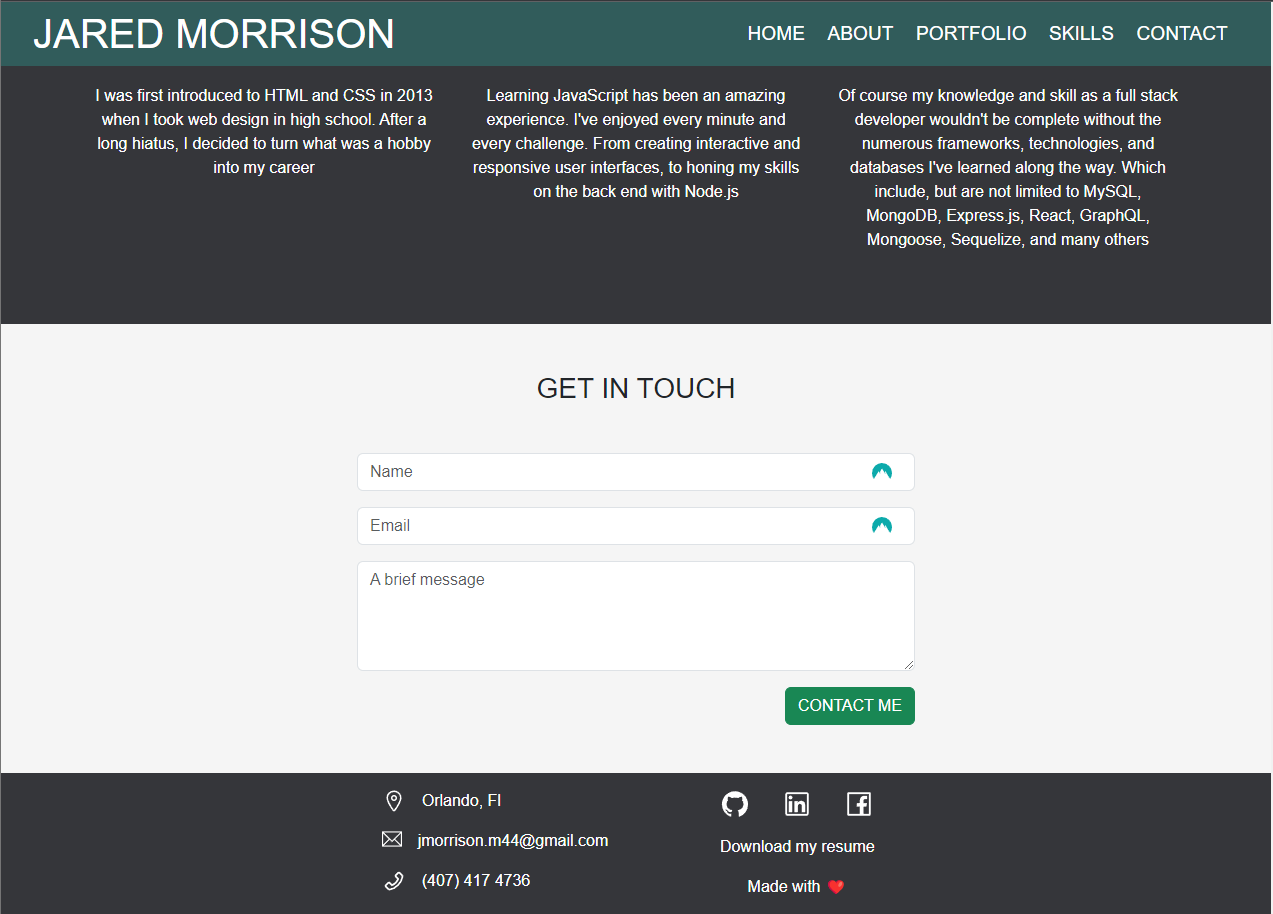 JARED MORRISON
HOME ABOUT PORTFOLIO SKILLS CONTACT
I was first introduced to HTML and CSS in 2013
when I took web design in high school. After a
long hiatus, I decided to turn what was a hobby
into my career
Learning JavaScript has been an amazing
experience. I've enjoyed every minute and
every challenge. From creating interactive and
responsive user interfaces, to honing my skills
on the back end with Node.js
Of course my knowledge and skill as a full stack
developer wouldn't be complete without the
numerous frameworks, technologies, and
databases I've learned along the way. Which
include, but are not limited to MySQL,
MongoDB, Express.js, React, GraphQL,
Mongoose, Sequelize, and many others
GET IN TOUCH
Name
Email
A brief message
CONTACT ME
Orlando, Fl
jmorrison.m44@gmail.com
(407) 417 4736
Download my resume
Made with ❤️